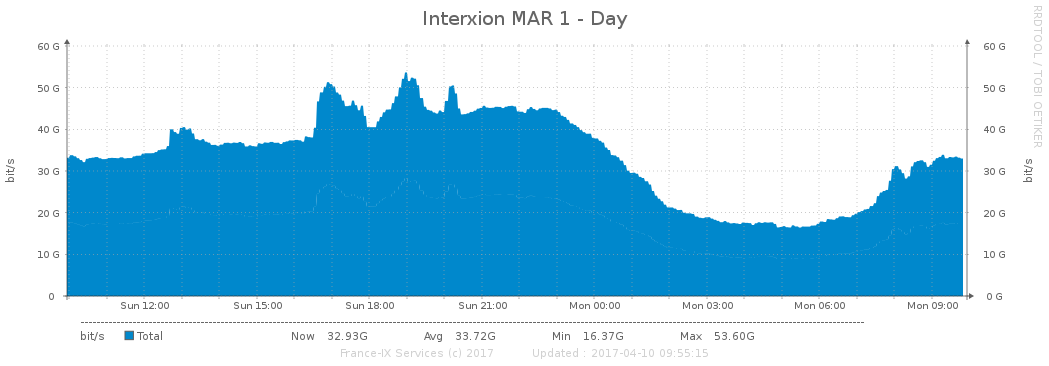 Interxion MAR 1 - Day
RRDTOOL / TOBI OETIKER
bit/s
bit/s
60 G 60 G
50 G 50 G
40 G 40 G
30 G 30 G
20 G 20 G
10 G 10 G
0 0 G
Sun 12:00 Sun 15:00 Sun 18:00 Sun 21:00 Mon 00:00 Mon 03:00 Mon 06:00 Mon 09:00
bit/s Total Now 32.93G Avg 33.72G Min 16.37G Max 53.60G
France-IX Services (c) 2017 Updated : 2017-04-10 09:55:15